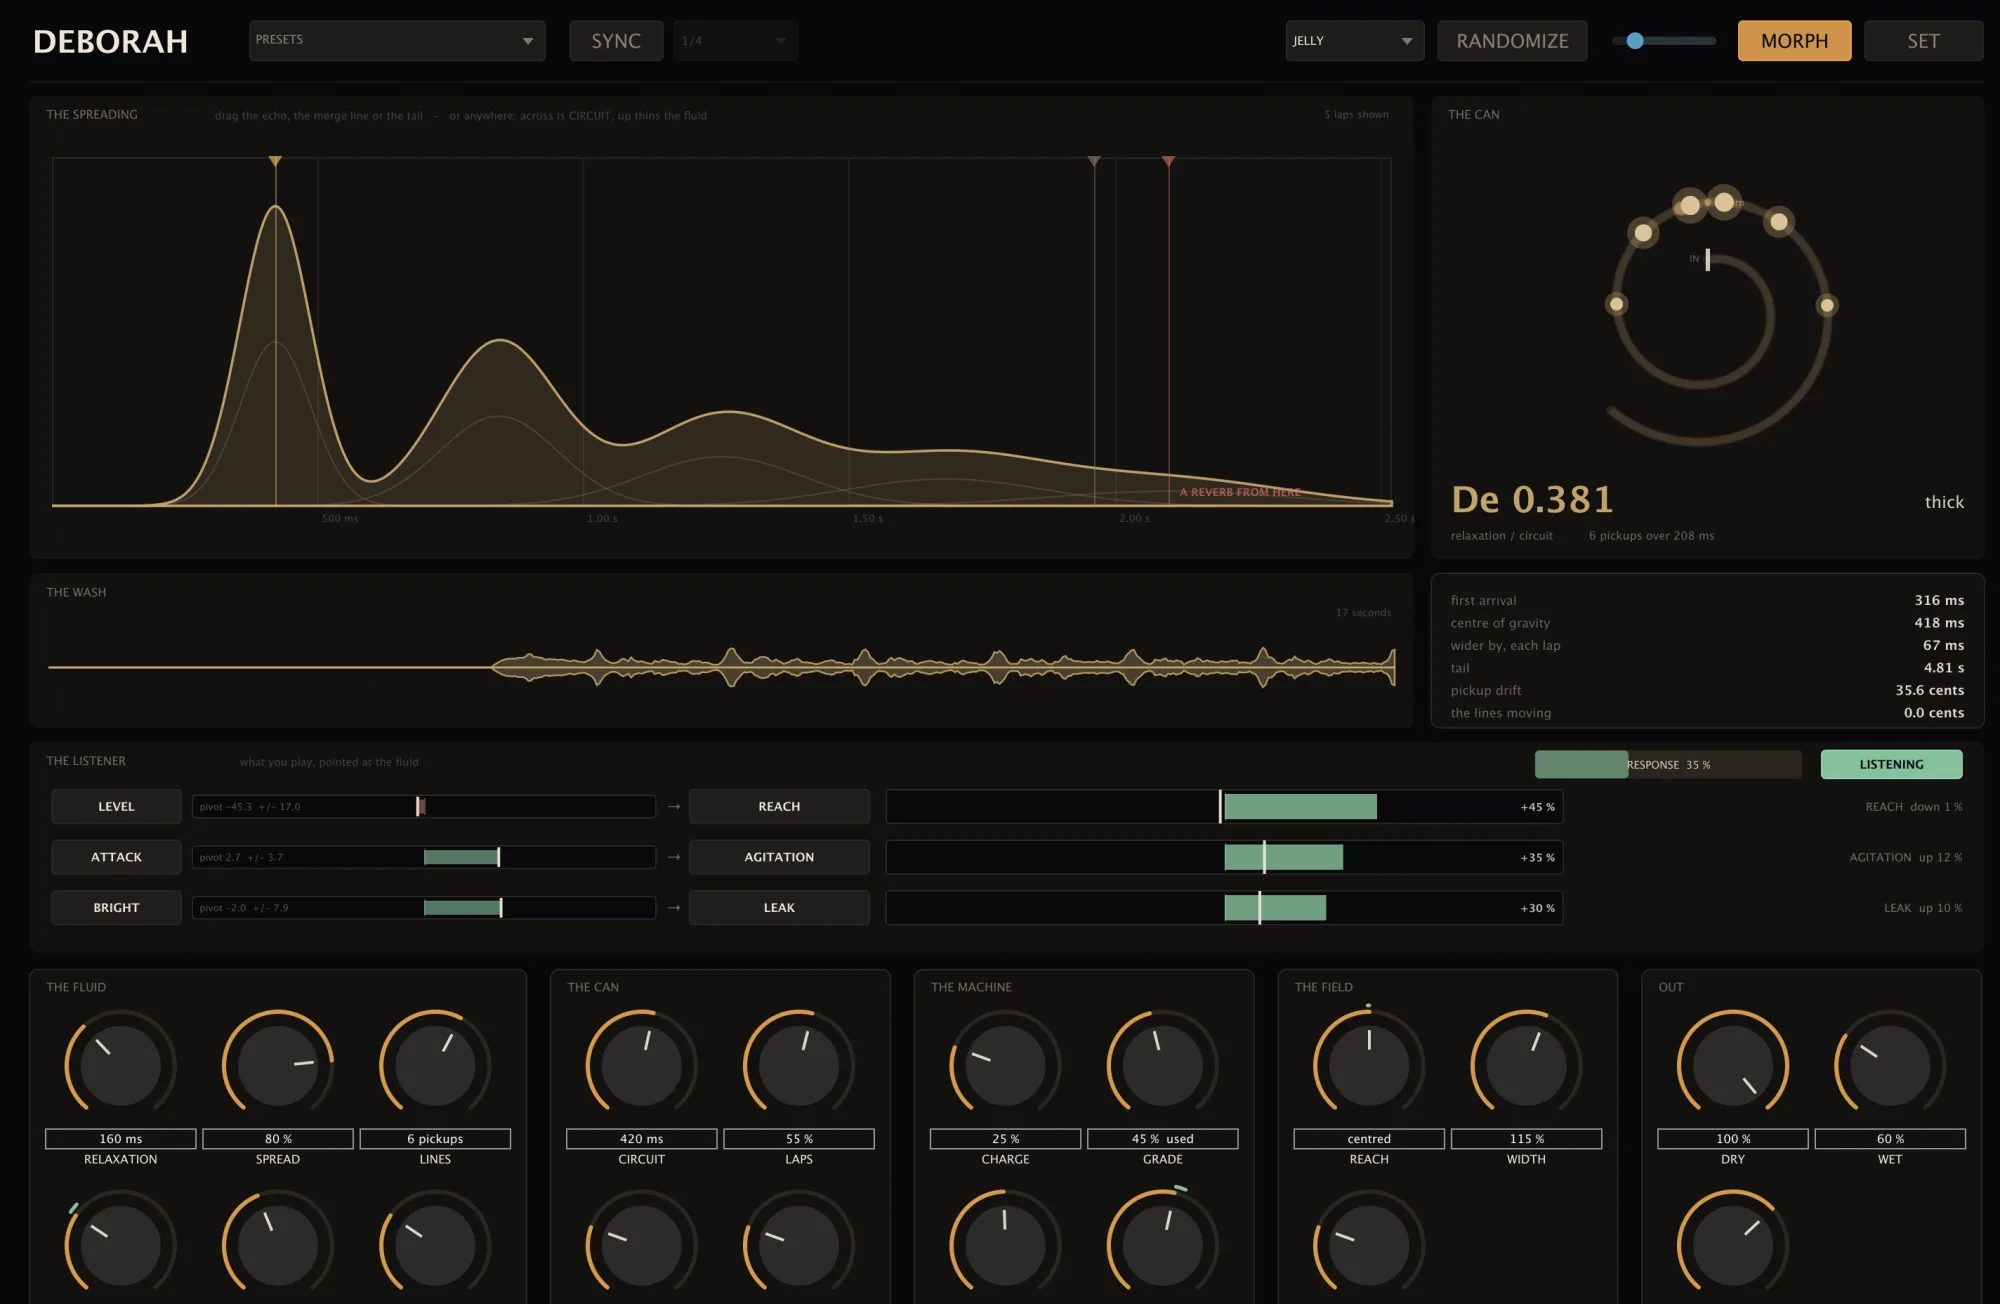 DEBORAH
PRESETS
SYNC
1/4
JELLY
RANDOMIZE
MORPH
SET
THE SPREADING
drag the echo, the merge line or the tail - or anywhere: across is CIRCUIT, up thins the fluid
5 laps shown
A REVERB FROM HERE
500 ms
1.00 s
1.50 s
2.00 s
2.50 s
THE CAN
IN
De 0.381
thick
relaxation / circuit
6 pickups over 208 ms
THE WASH
17 seconds
first arrival 316 ms
centre of gravity 418 ms
wider by, each lap 67 ms
tail 4.81 s
pickup drift 35.6 cents
the lines moving 0.0 cents
THE LISTENER
what you play, pointed at the fluid
RESPONSE 35 %
LISTENING
LEVEL
pivot -45.3 +/- 17.0
→
REACH
+45 %
REACH down 1 %
ATTACK
pivot 2.7 +/- 3.7
→
AGITATION
+35 %
AGITATION up 12 %
BRIGHT
pivot -2.0 +/- 7.9
→
LEAK
+30 %
LEAK up 10 %
THE FLUID
160 ms
RELAXATION
80 %
SPREAD
6 pickups
LINES
THE CAN
420 ms
CIRCUIT
55 %
LAPS
THE MACHINE
25 %
CHARGE
45 % used
GRADE
THE FIELD
centred
REACH
115 %
WIDTH
OUT
100 %
DRY
60 %
WET